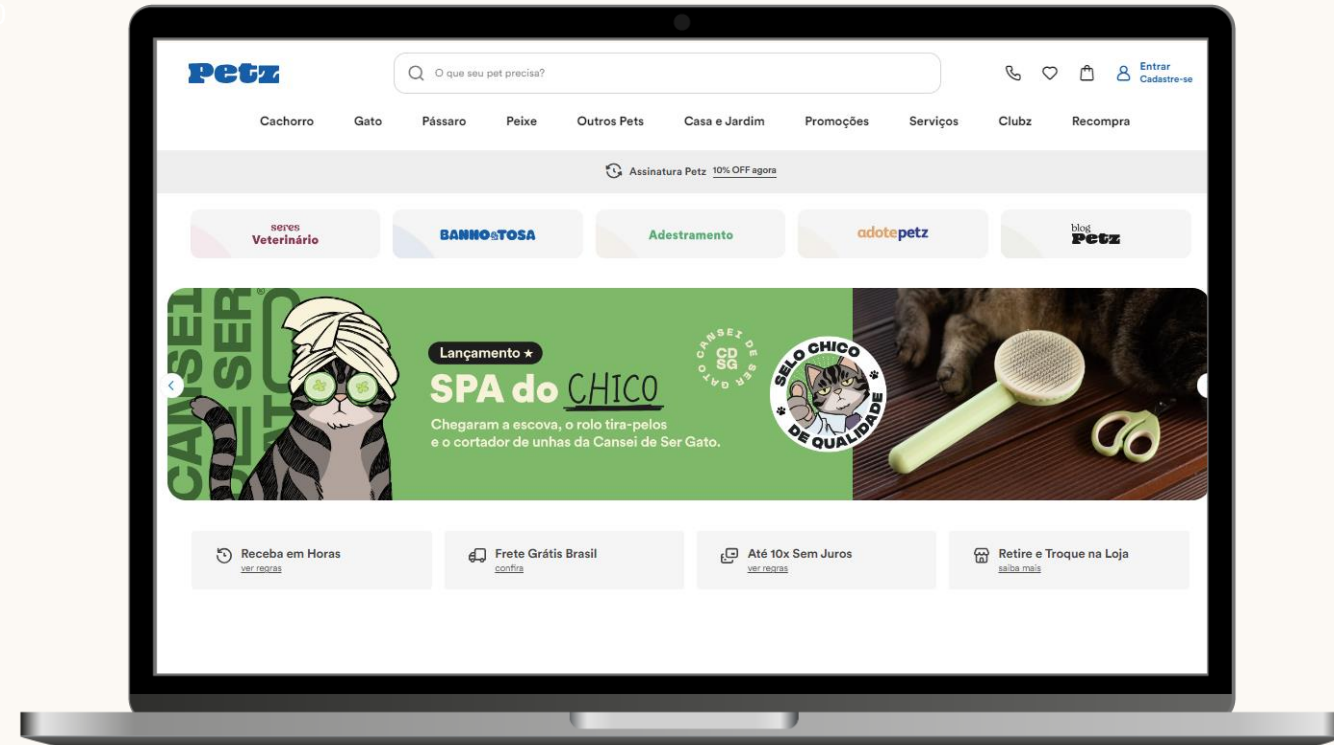 Petz
O que seu pet precisa?
Entrar
Cadastre-se
Cachorro Gato Pássaro Peixe Outros Pets Casa e Jardim Promoções Serviços Clubz Recompra
Assinatura Petz 10% OFF agora
seres
Veterinário
BANHO&TOSA
Adestramento
adotepetz
blog
Petz
CANSEI
DE SER
GATO
®
Lançamento ★
SPA do CHICO
Chegaram a escova, o rolo tira-pelos
e o cortador de unhas da Cansei de Ser Gato.
CANSEI DE SER GATO
CD
SG
SELO CHICO
DE QUALIDADE
Receba em Horas
ver regras
Frete Grátis Brasil
confira
Até 10x Sem Juros
ver regras
Retire e Troque na Loja
saiba mais